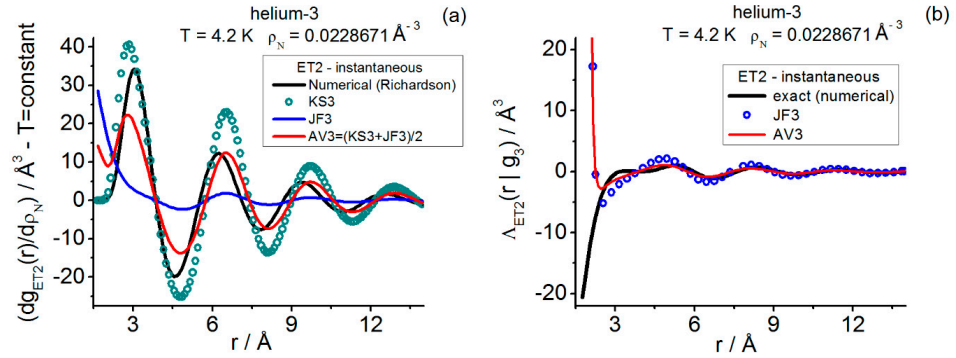 helium-3
(a)
T = 4.2 K ρN = 0.0228671 Å-3
ET2 - instantaneous
Numerical (Richardson)
KS3
JF3
AV3=(KS3+JF3)/2
(dgET2(r)/dρN) / Å3 - T=constant
40
30
20
10
0
-10
-20
3
6
9
12
r / Å
helium-3
(b)
T = 4.2 K ρN = 0.0228671 Å-3
ET2 - instantaneous
exact (numerical)
JF3
AV3
ΛET2(r | g3) / Å3
20
10
0
-10
-20
3
6
9
12
r / Å